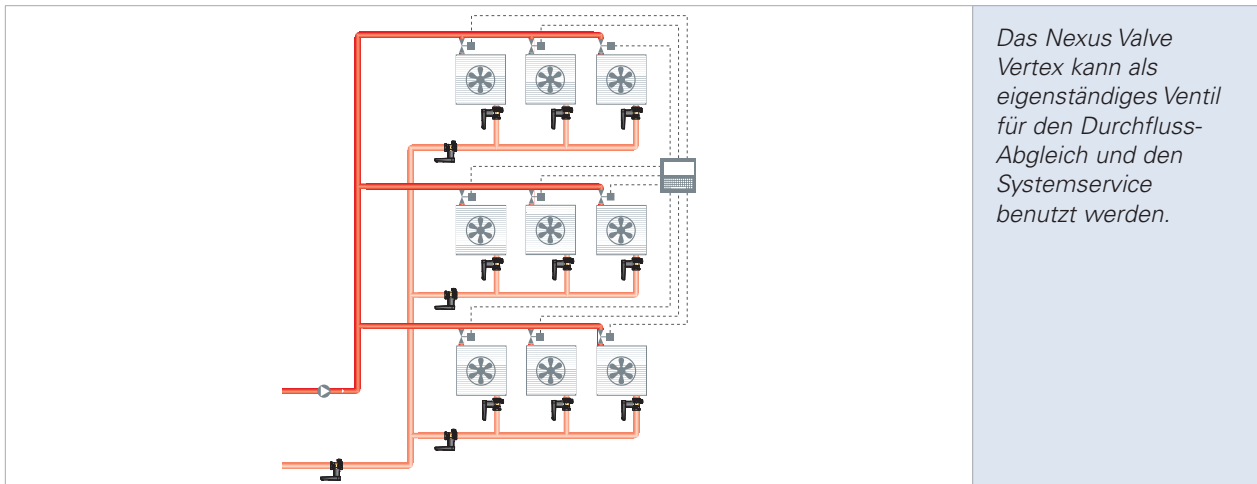 Das Nexus Valve
Vertex kann als
eigenständiges Ventil
für den Durchfluss-
Abgleich und den
Systemservice
benutzt werden.